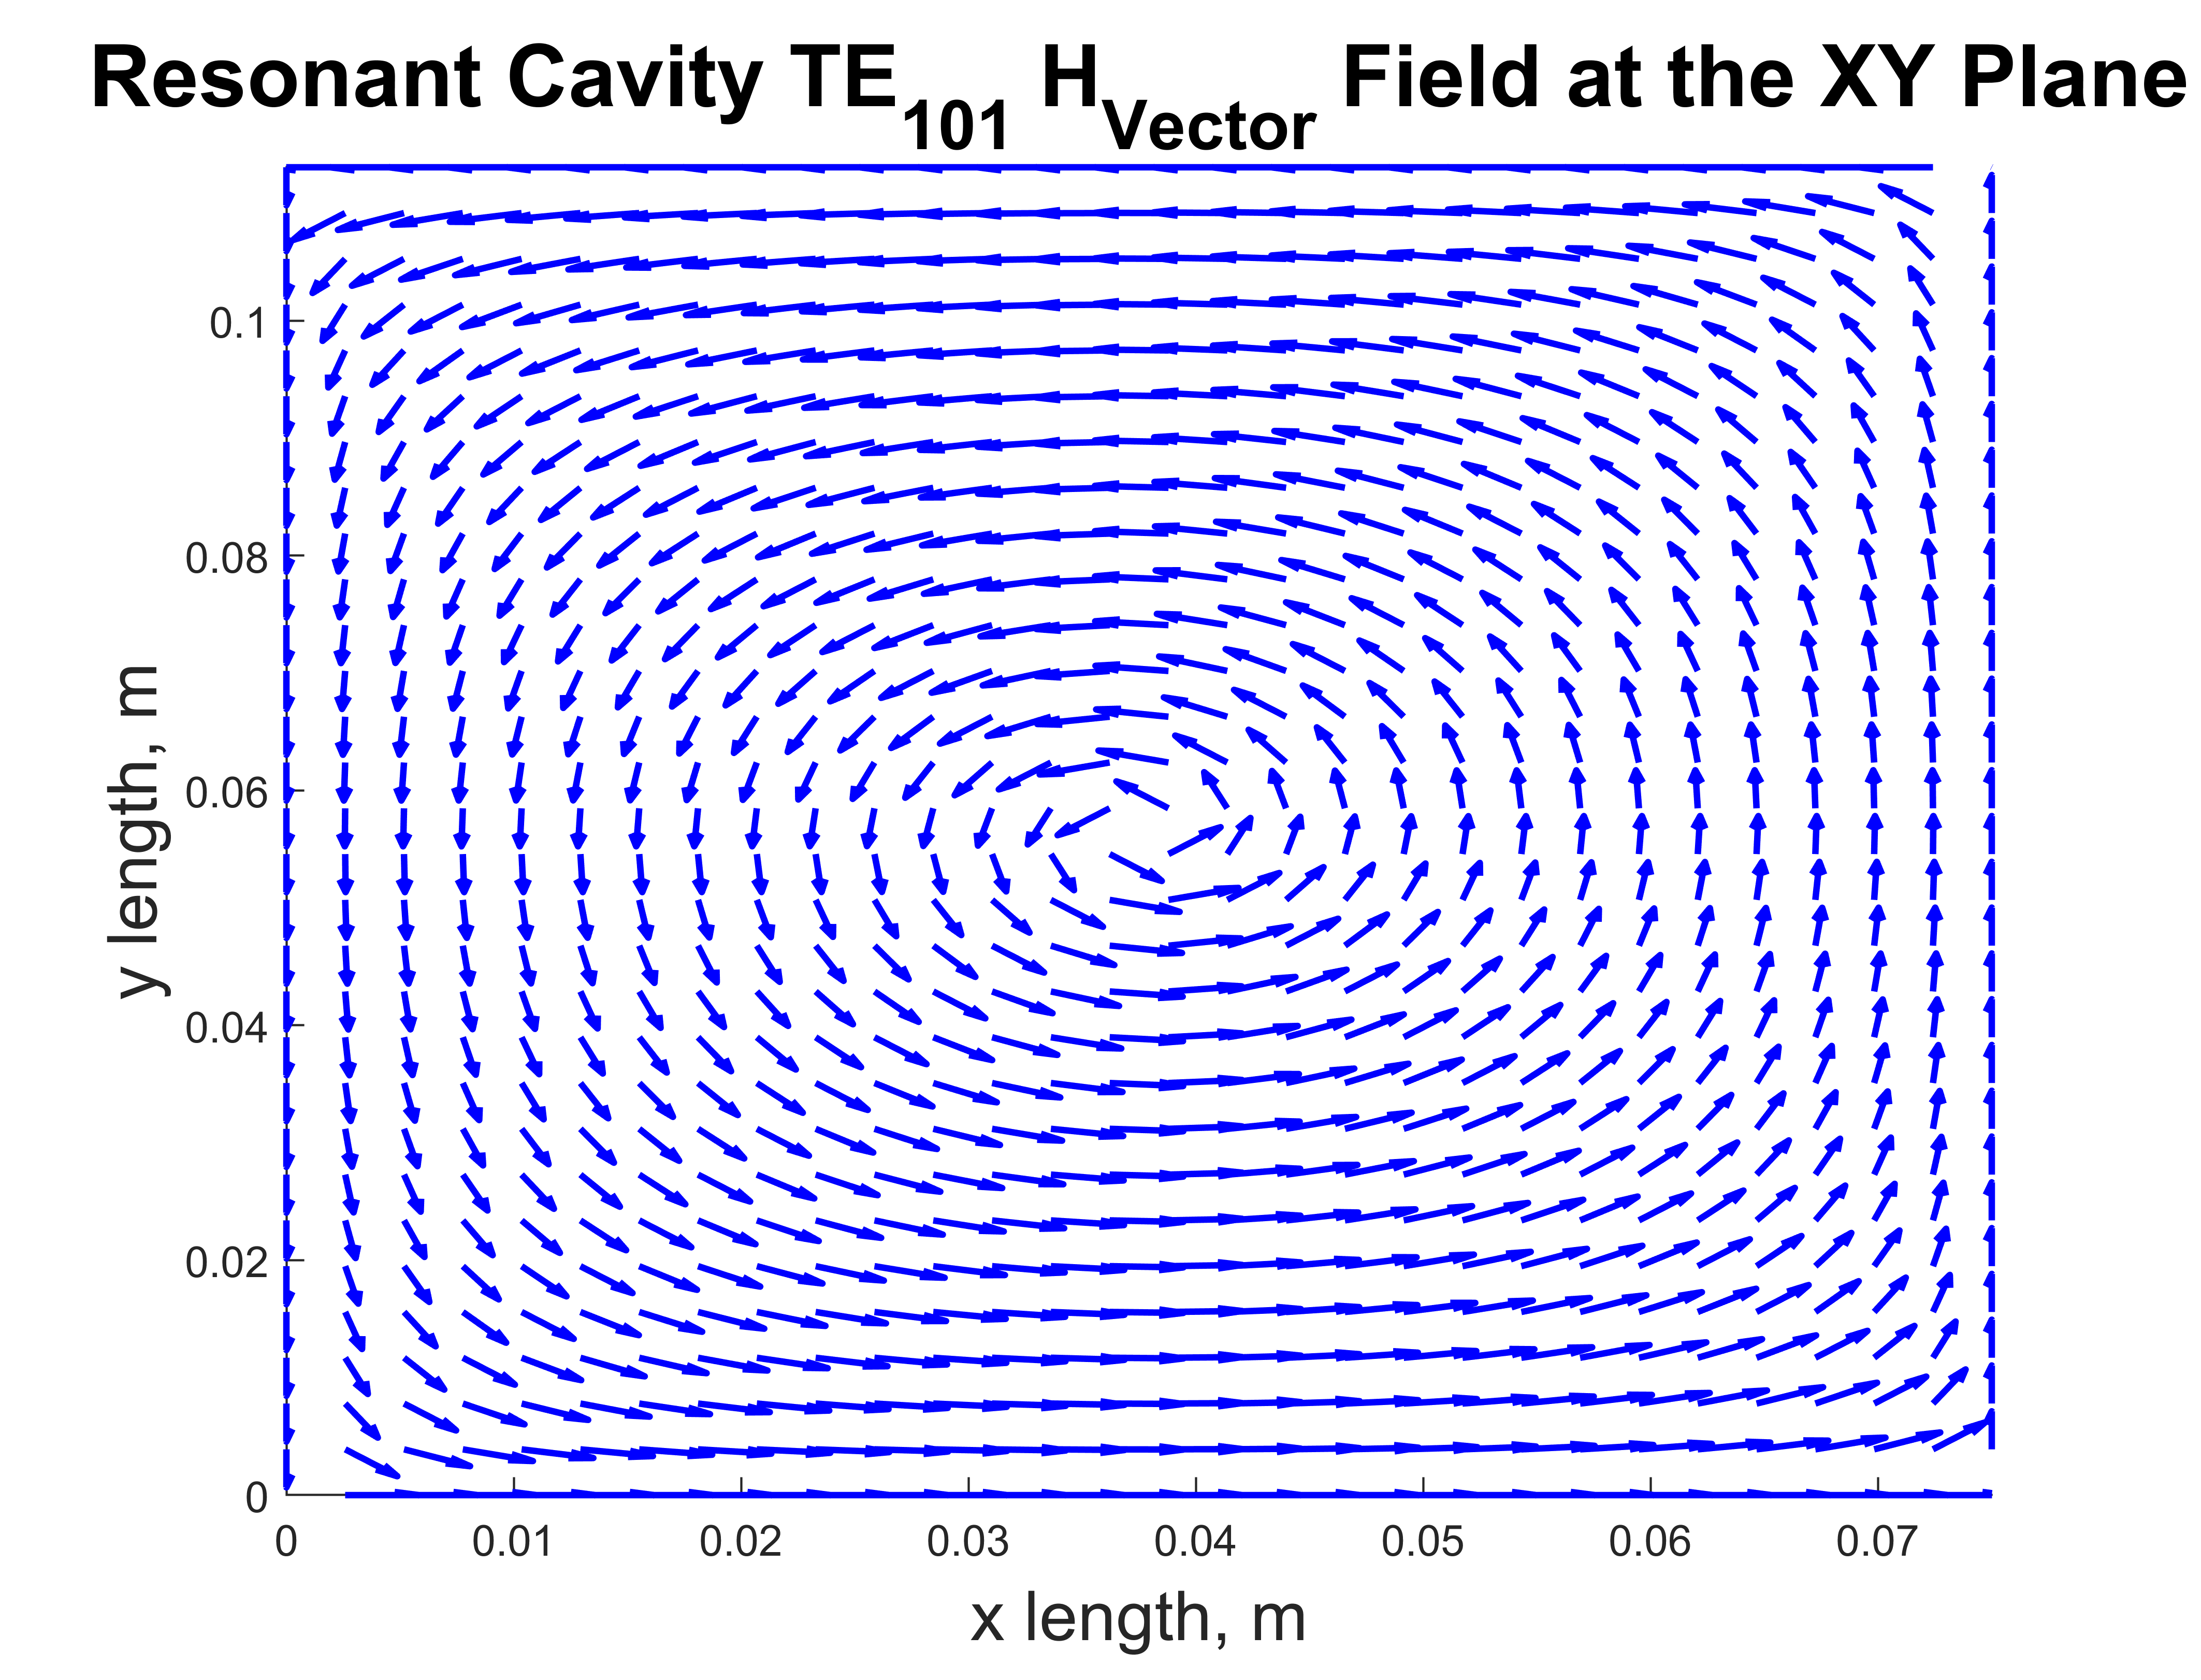 Resonant Cavity TE101 HVector Field at the XY Plane
0.1
0.08
0.06
0.04
0.02
0
y length, m
0 0.01 0.02 0.03 0.04 0.05 0.06 0.07
x length, m